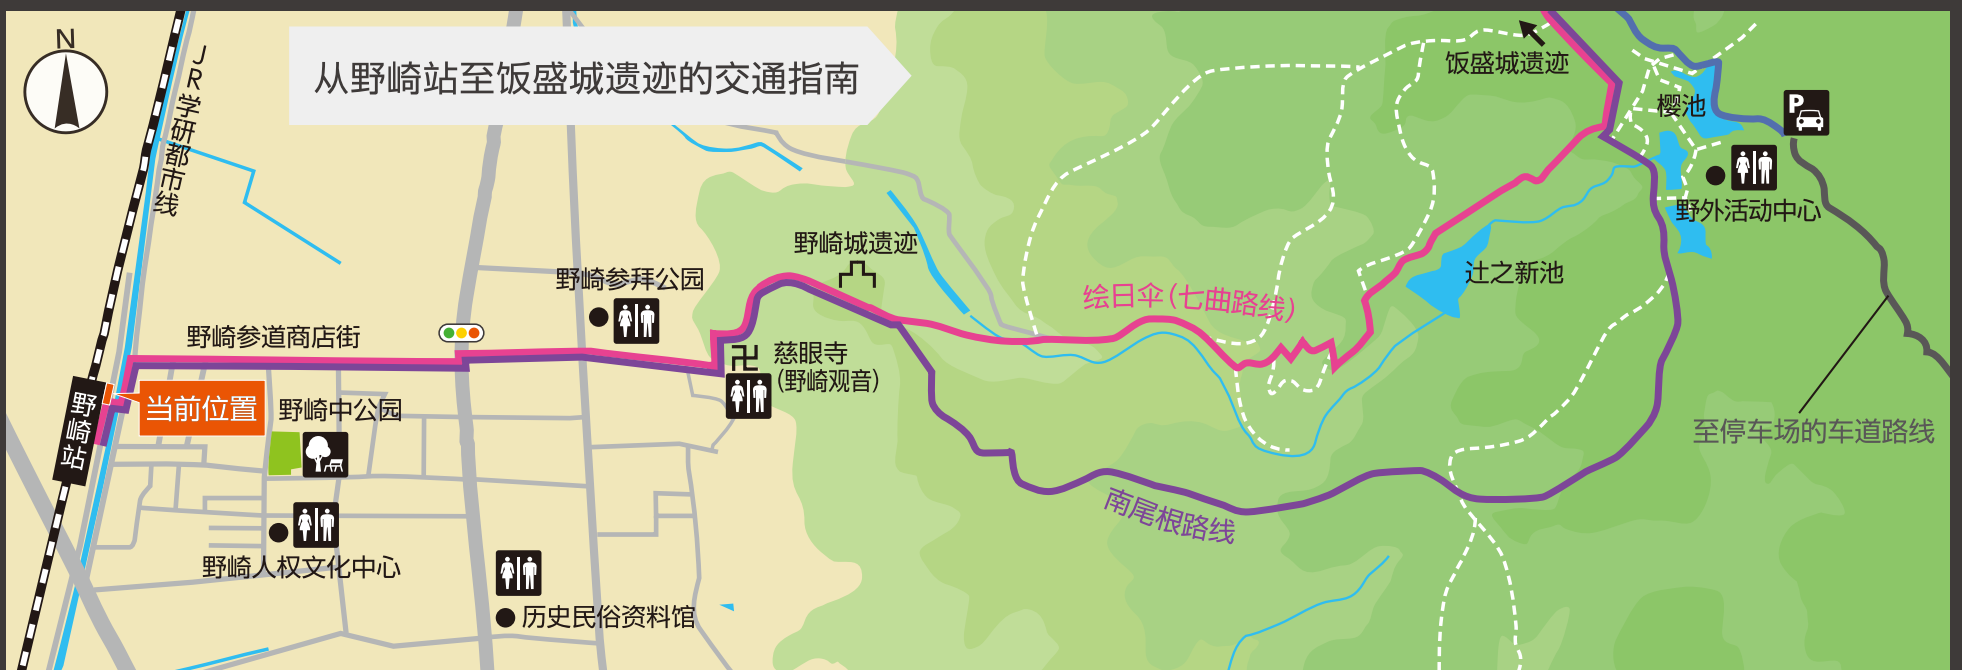 N
JR学研都市线
从野崎站至饭盛城遗迹的交通指南
饭盛城遗迹
樱池
P
野外活动中心
野崎城遗迹
辻之新池
野崎参拜公园
绘日伞（七曲路线）
野崎参道商店街
卍 慈眼寺
（野崎观音）
当前位置
野崎站
野崎中公园
至停车场的车道路线
南尾根路线
野崎人权文化中心
历史民俗资料馆